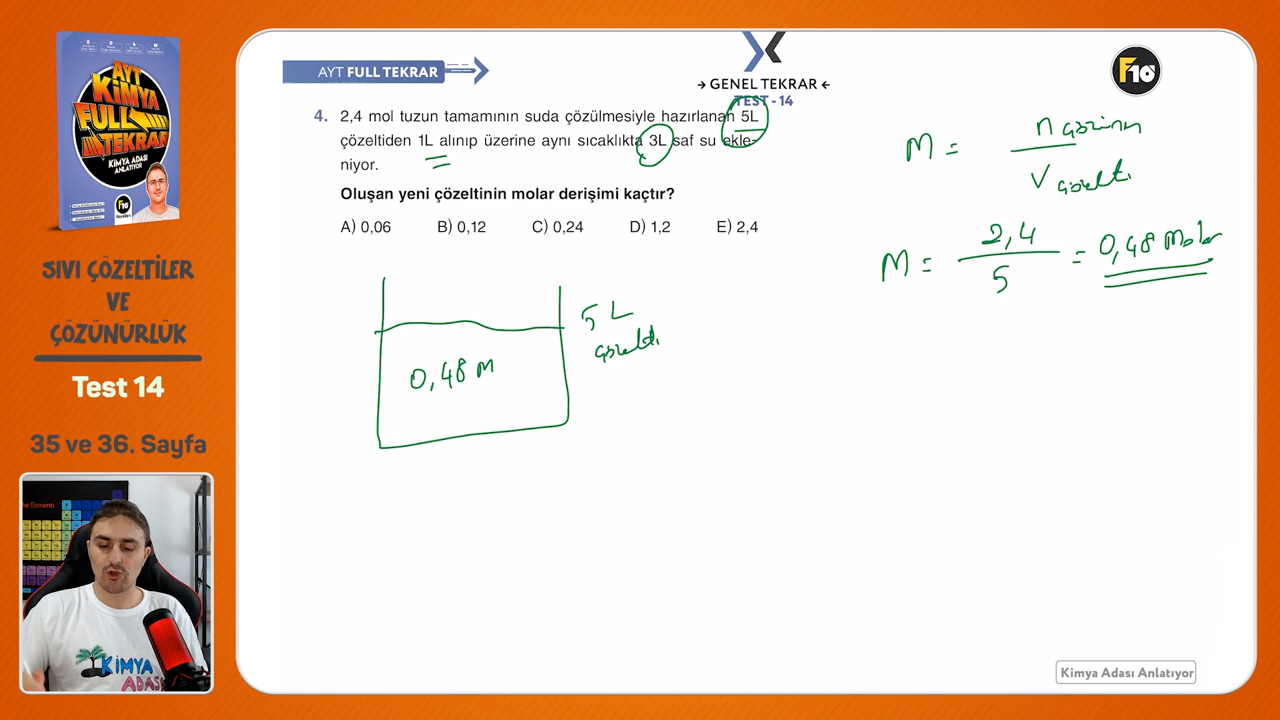 AYT
KİMYA
FULL
TEKRAR
KİMYA ADASI
ANLATIYOR
SIVI ÇÖZELTİLER
VE
ÇÖZÜNÜRLÜK
Test 14
35 ve 36. Sayfa
KİMYA
ADASI
AYT FULL TEKRAR
GENEL TEKRAR
TEST - 14
F10
4. 2,4 mol tuzun tamamının suda çözülmesiyle hazırlanan 5L
çözeltiden 1L alınıp üzerine aynı sıcaklıkta 3L saf su ekle-
niyor.
Oluşan yeni çözeltinin molar derişimi kaçtır?
A) 0,06 B) 0,12 C) 0,24 D) 1,2 E) 2,4
M = n çözünen
V çözelti
M = 2,4
5
= 0,48 Molar
5 L
çözelti
0,48 M
Kimya Adası Anlatıyor